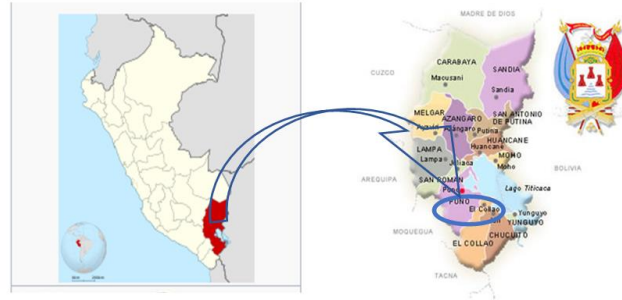 MADRE DE DIOS
CARABAYA
Macusani
SANDIA
CUZCO
Sandia
MELGAR
AZANGARO
SAN ANTONIO
DE PUTINA
Putina
HUANCANE
LAMPA
Huancane
MOHO
Lampa
Juliaca
Moho
BOLIVIA
AREQUIPA
SAN ROMAN
Lago Titicaca
Puno
PUNO
El Collao
Yunguyo
YUNGUYO
MOQUEGUA
CHUCUITO
EL COLLAO
TACNA